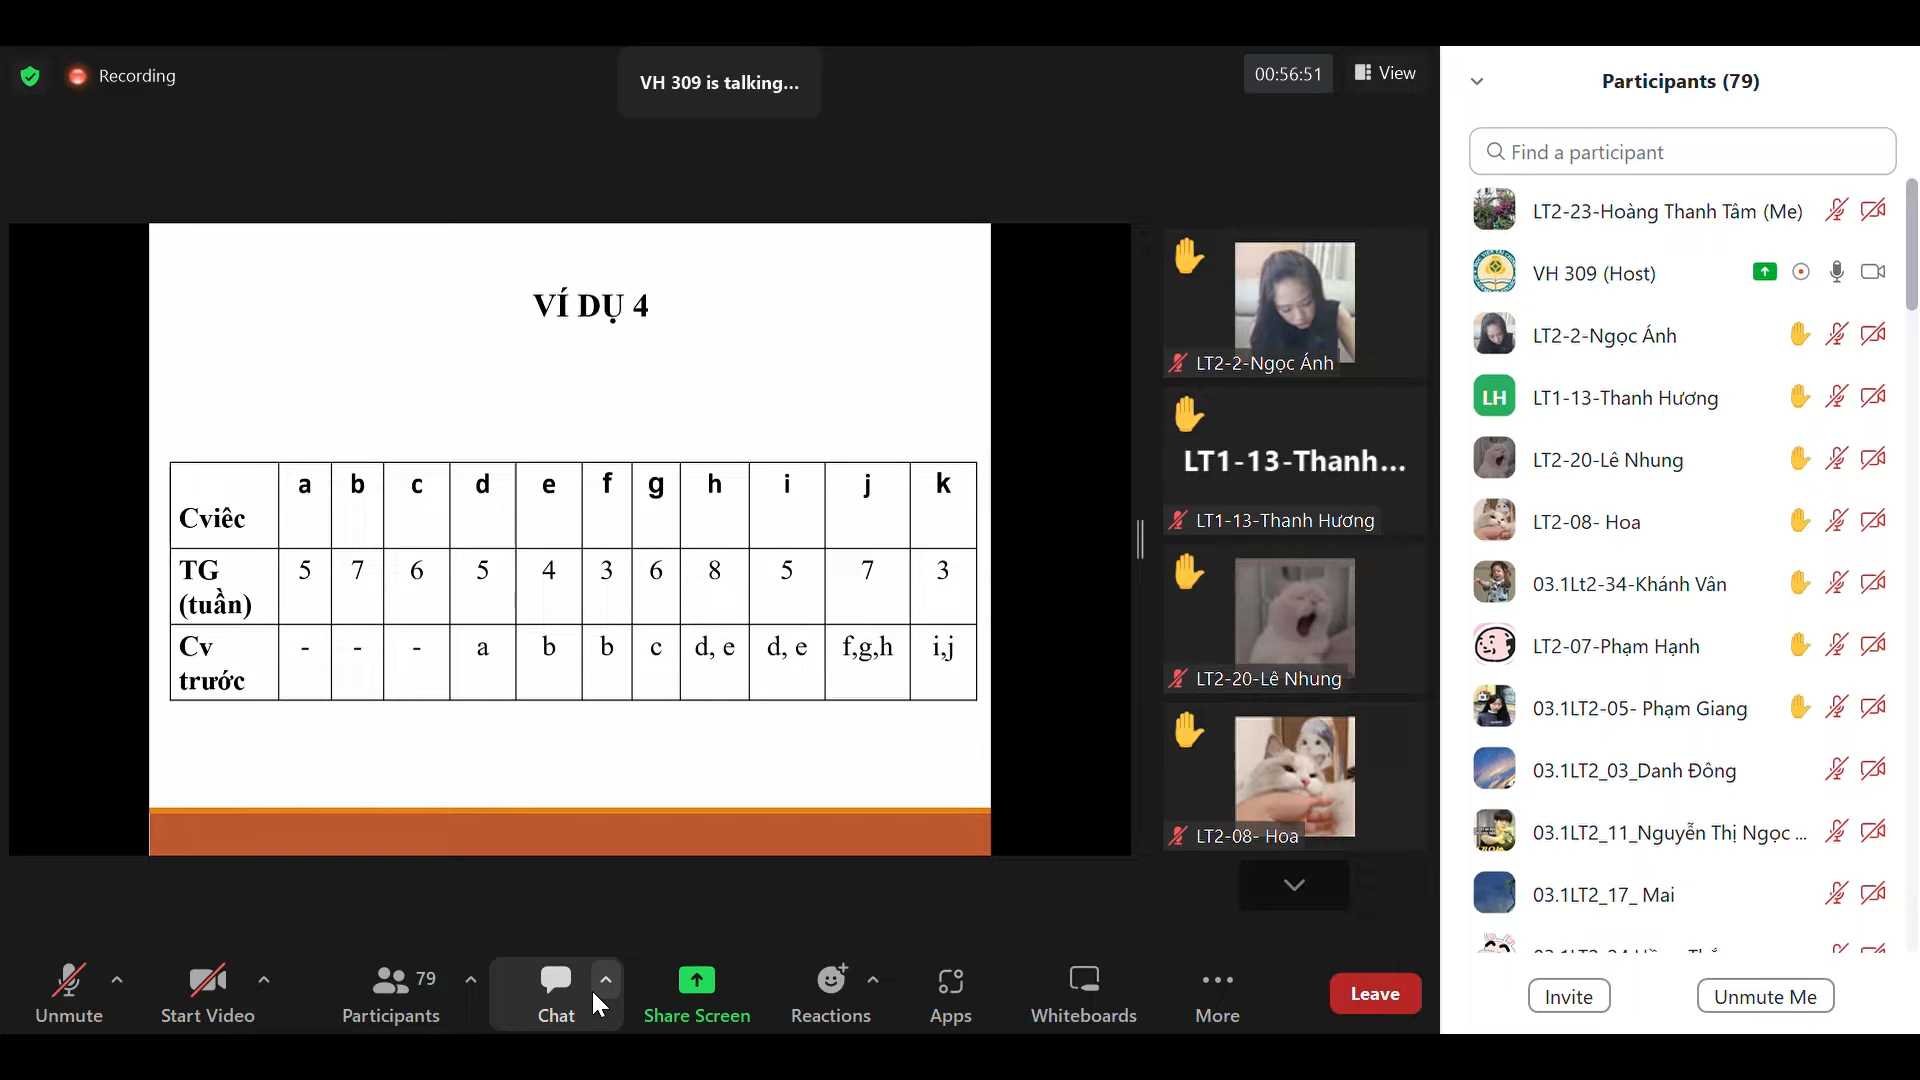 Recording
VH 309 is talking...
00:56:51
View
VÍ DỤ 4
Cviêc a b c d e f g h i j k
TG (tuần) 5 7 6 5 4 3 6 8 5 7 3
Cv trước - - - a b b c d, e d, e f,g,h i,j
LT2-2-Ngọc Ánh
LT1-13-Thanh...
LT1-13-Thanh Hương
LT2-20-Lê Nhung
LT2-08- Hoa
Participants (79)
Find a participant
LT2-23-Hoàng Thanh Tâm (Me)
VH 309 (Host)
LT2-2-Ngọc Ánh
LH
LT1-13-Thanh Hương
LT2-20-Lê Nhung
LT2-08- Hoa
03.1Lt2-34-Khánh Vân
LT2-07-Phạm Hạnh
03.1LT2-05- Phạm Giang
03.1LT2_03_Danh Đông
03.1LT2_11_Nguyễn Thị Ngọc ...
03.1LT2_17_ Mai
Invite
Unmute Me
Unmute
Start Video
79
Participants
Chat
Share Screen
Reactions
Apps
Whiteboards
More
Leave